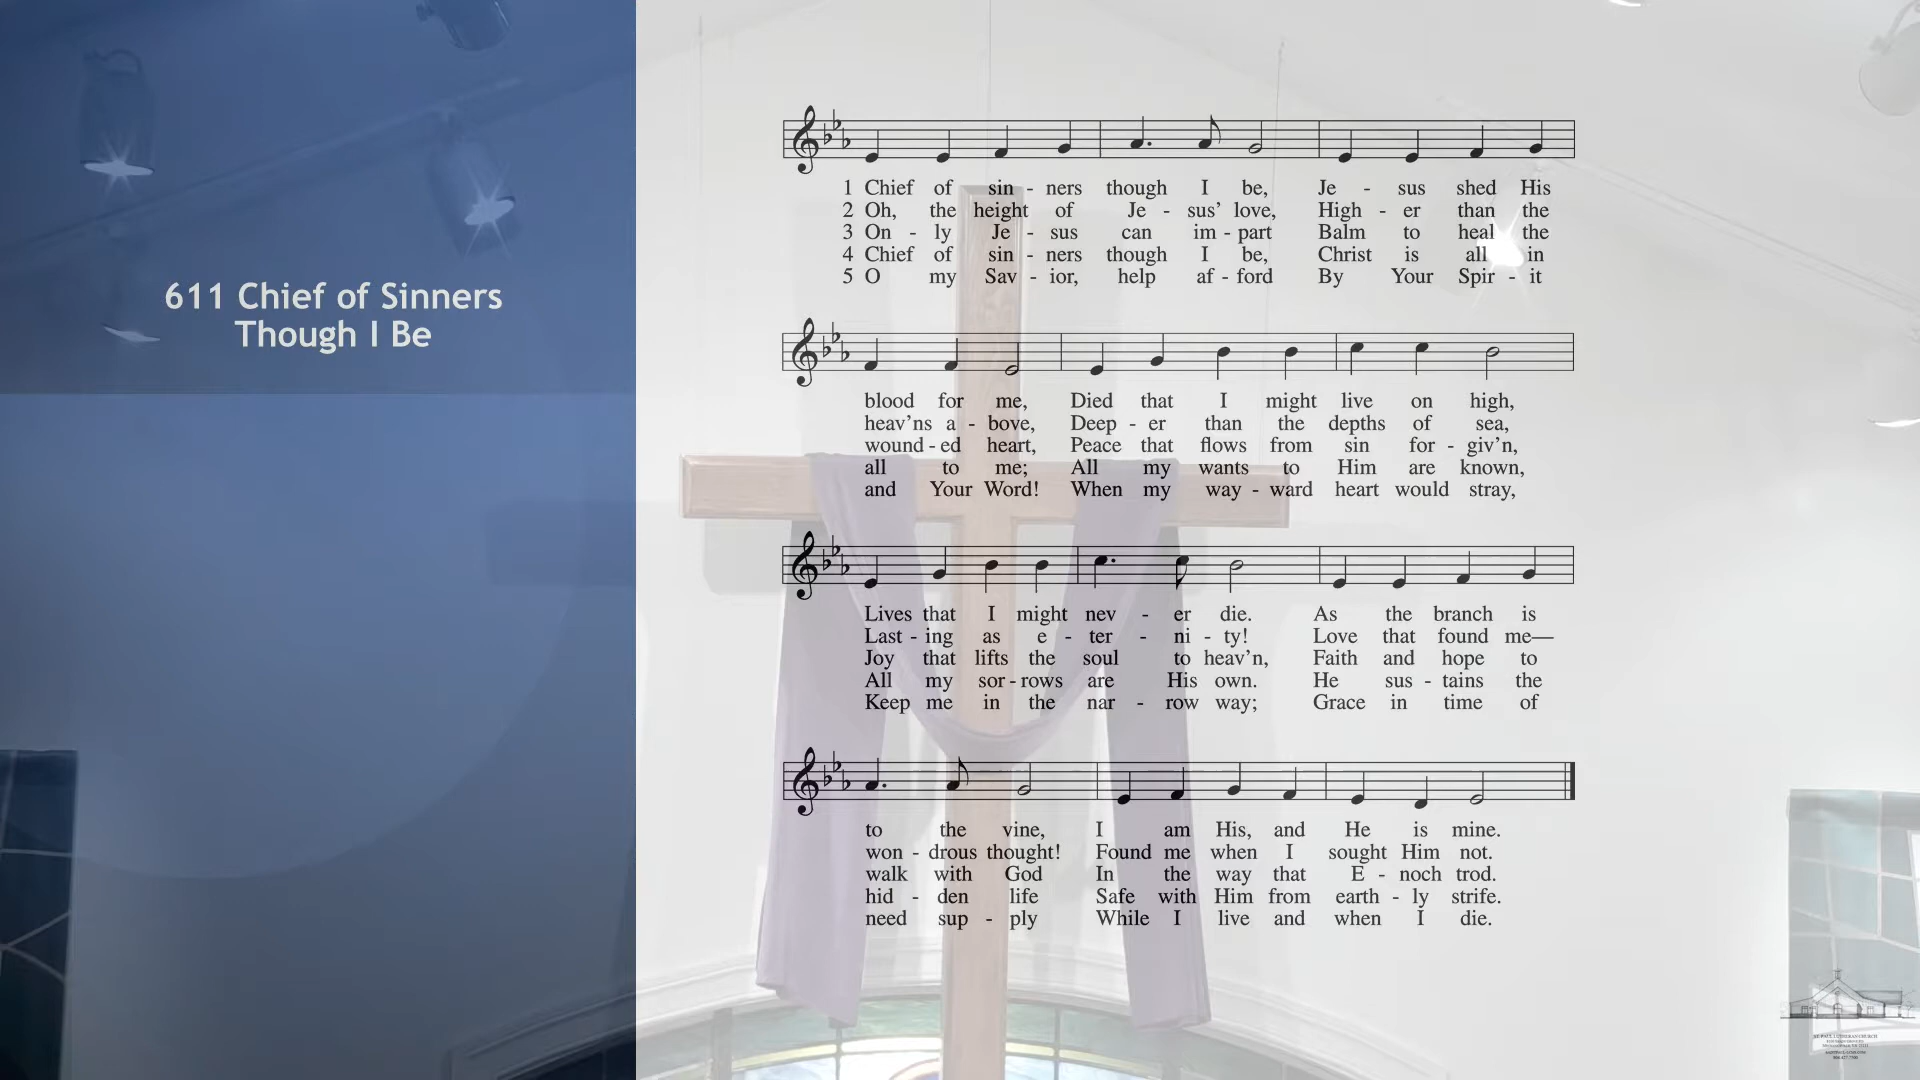 611 Chief of Sinners
Though I Be
1 Chief of sin - ners though I be, Je - sus shed His
2 Oh, the height of Je - sus' love, High - er than the
3 On - ly Je - sus can im - part Balm to heal the
4 Chief of sin - ners though I be, Christ is all in
5 O my Sav - ior, help af - ford By Your Spir - it
blood for me, Died that I might live on high,
heav'ns a - bove, Deep - er than the depths of sea,
wound - ed heart, Peace that flows from sin for - giv'n,
all to me; All my wants to Him are known,
and Your Word! When my way - ward heart would stray,
Lives that I might nev - er die. As the branch is
Last - ing as e - ter - ni - ty! Love that found me—
Joy that lifts the soul to heav'n, Faith and hope to
All my sor - rows are His own. He sus - tains the
Keep me in the nar - row way; Grace in time of
to the vine, I am His, and He is mine.
won - drous thought! Found me when I sought Him not.
walk with God In the way that E - noch trod.
hid - den life Safe with Him from earth - ly strife.
need sup - ply While I live and when I die.
ST. PAUL LUTHERAN CHURCH